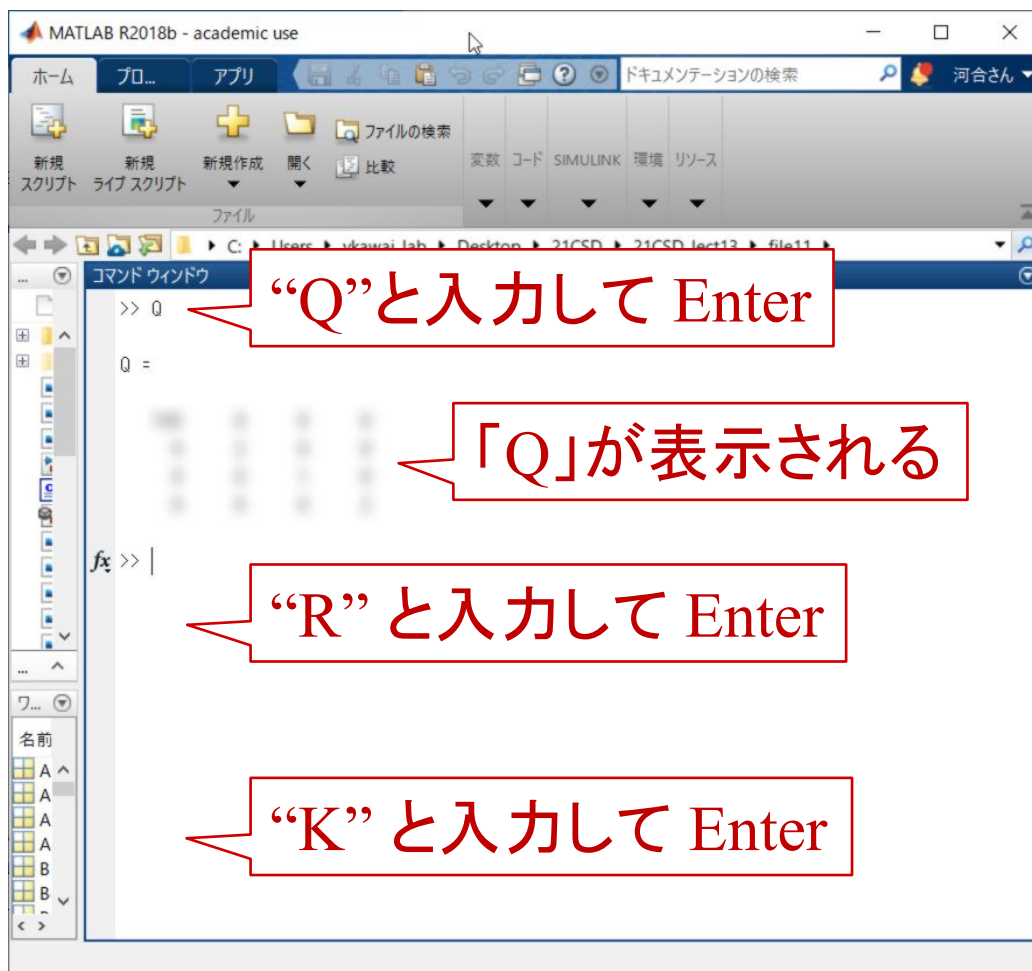 MATLAB R2018b - academic use
ホーム プロ... アプリ ドキュメンテーションの検索 河合さん
新規 スクリプト
新規 ライブ スクリプト
新規作成
開く
ファイルの検索
比較
変数 コード SIMULINK 環境 リソース
ファイル
C: Users ykawai_lab Desktop 21CSD 21CSD_lect13 file11
... コマンド ウィンドウ
>> Q
“Q”と入力して Enter
Q =
「Q」が表示される
fx >>
“R” と入力して Enter
...
ワ...
名前
A
A
A
A
B
B
“K” と入力して Enter